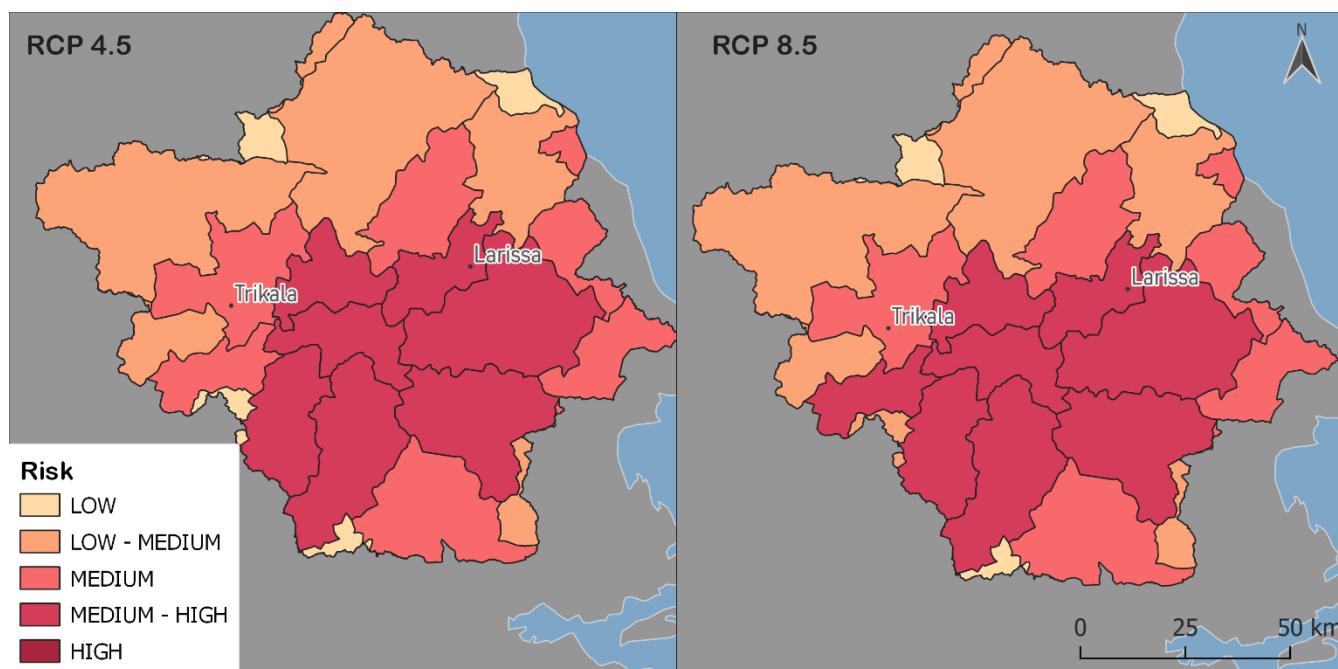 RCP 4.5
RCP 8.5
N
Larissa
Trikala
Larissa
Trikala
Risk
LOW
LOW - MEDIUM
MEDIUM
MEDIUM - HIGH
HIGH
0 25 50 km